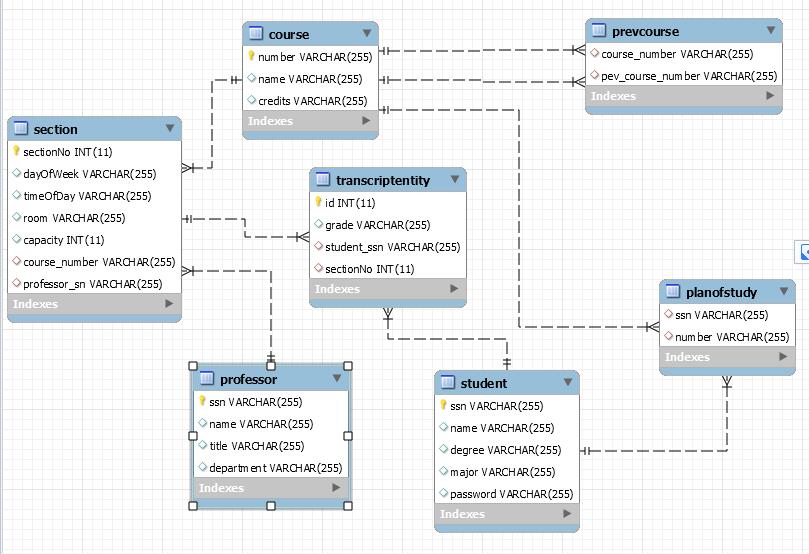 course
number VARCHAR(255)
name VARCHAR(255)
credits VARCHAR(255)
Indexes
prevcourse
course_number VARCHAR(255)
pev_course_number VARCHAR(255)
Indexes
section
sectionNo INT(11)
dayOfWeek VARCHAR(255)
timeOfDay VARCHAR(255)
room VARCHAR(255)
capacity INT(11)
course_number VARCHAR(255)
professor_sn VARCHAR(255)
Indexes
transcriptentity
id INT(11)
grade VARCHAR(255)
student_ssn VARCHAR(255)
sectionNo INT(11)
Indexes
planofstudy
ssn VARCHAR(255)
number VARCHAR(255)
Indexes
professor
ssn VARCHAR(255)
name VARCHAR(255)
title VARCHAR(255)
department VARCHAR(255)
Indexes
student
ssn VARCHAR(255)
name VARCHAR(255)
degree VARCHAR(255)
major VARCHAR(255)
password VARCHAR(255)
Indexes